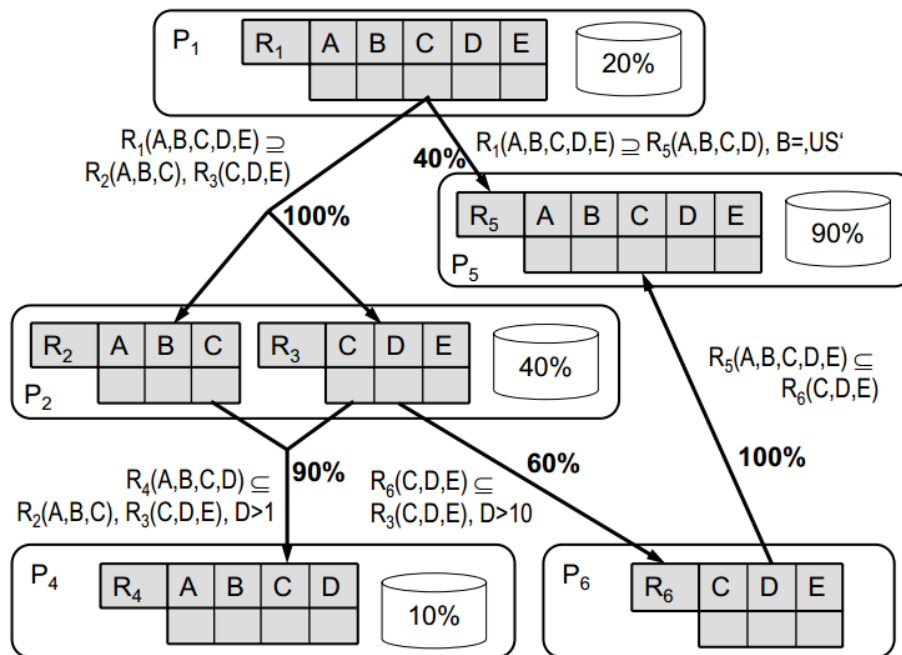 P1 R1 A B C D E 20%
R1(A,B,C,D,E) ⊇
R2(A,B,C), R3(C,D,E)
100%
40%
R1(A,B,C,D,E) ⊇ R5(A,B,C,D), B=‚US‘
R5 A B C D E 90%
P5
R2 A B C R3 C D E 40%
P2
R5(A,B,C,D,E) ⊆
R6(C,D,E)
100%
R4(A,B,C,D) ⊆
R2(A,B,C), R3(C,D,E), D>1
90%
R6(C,D,E) ⊆
R3(C,D,E), D>10
60%
P4 R4 A B C D 10%
P6 R6 C D E